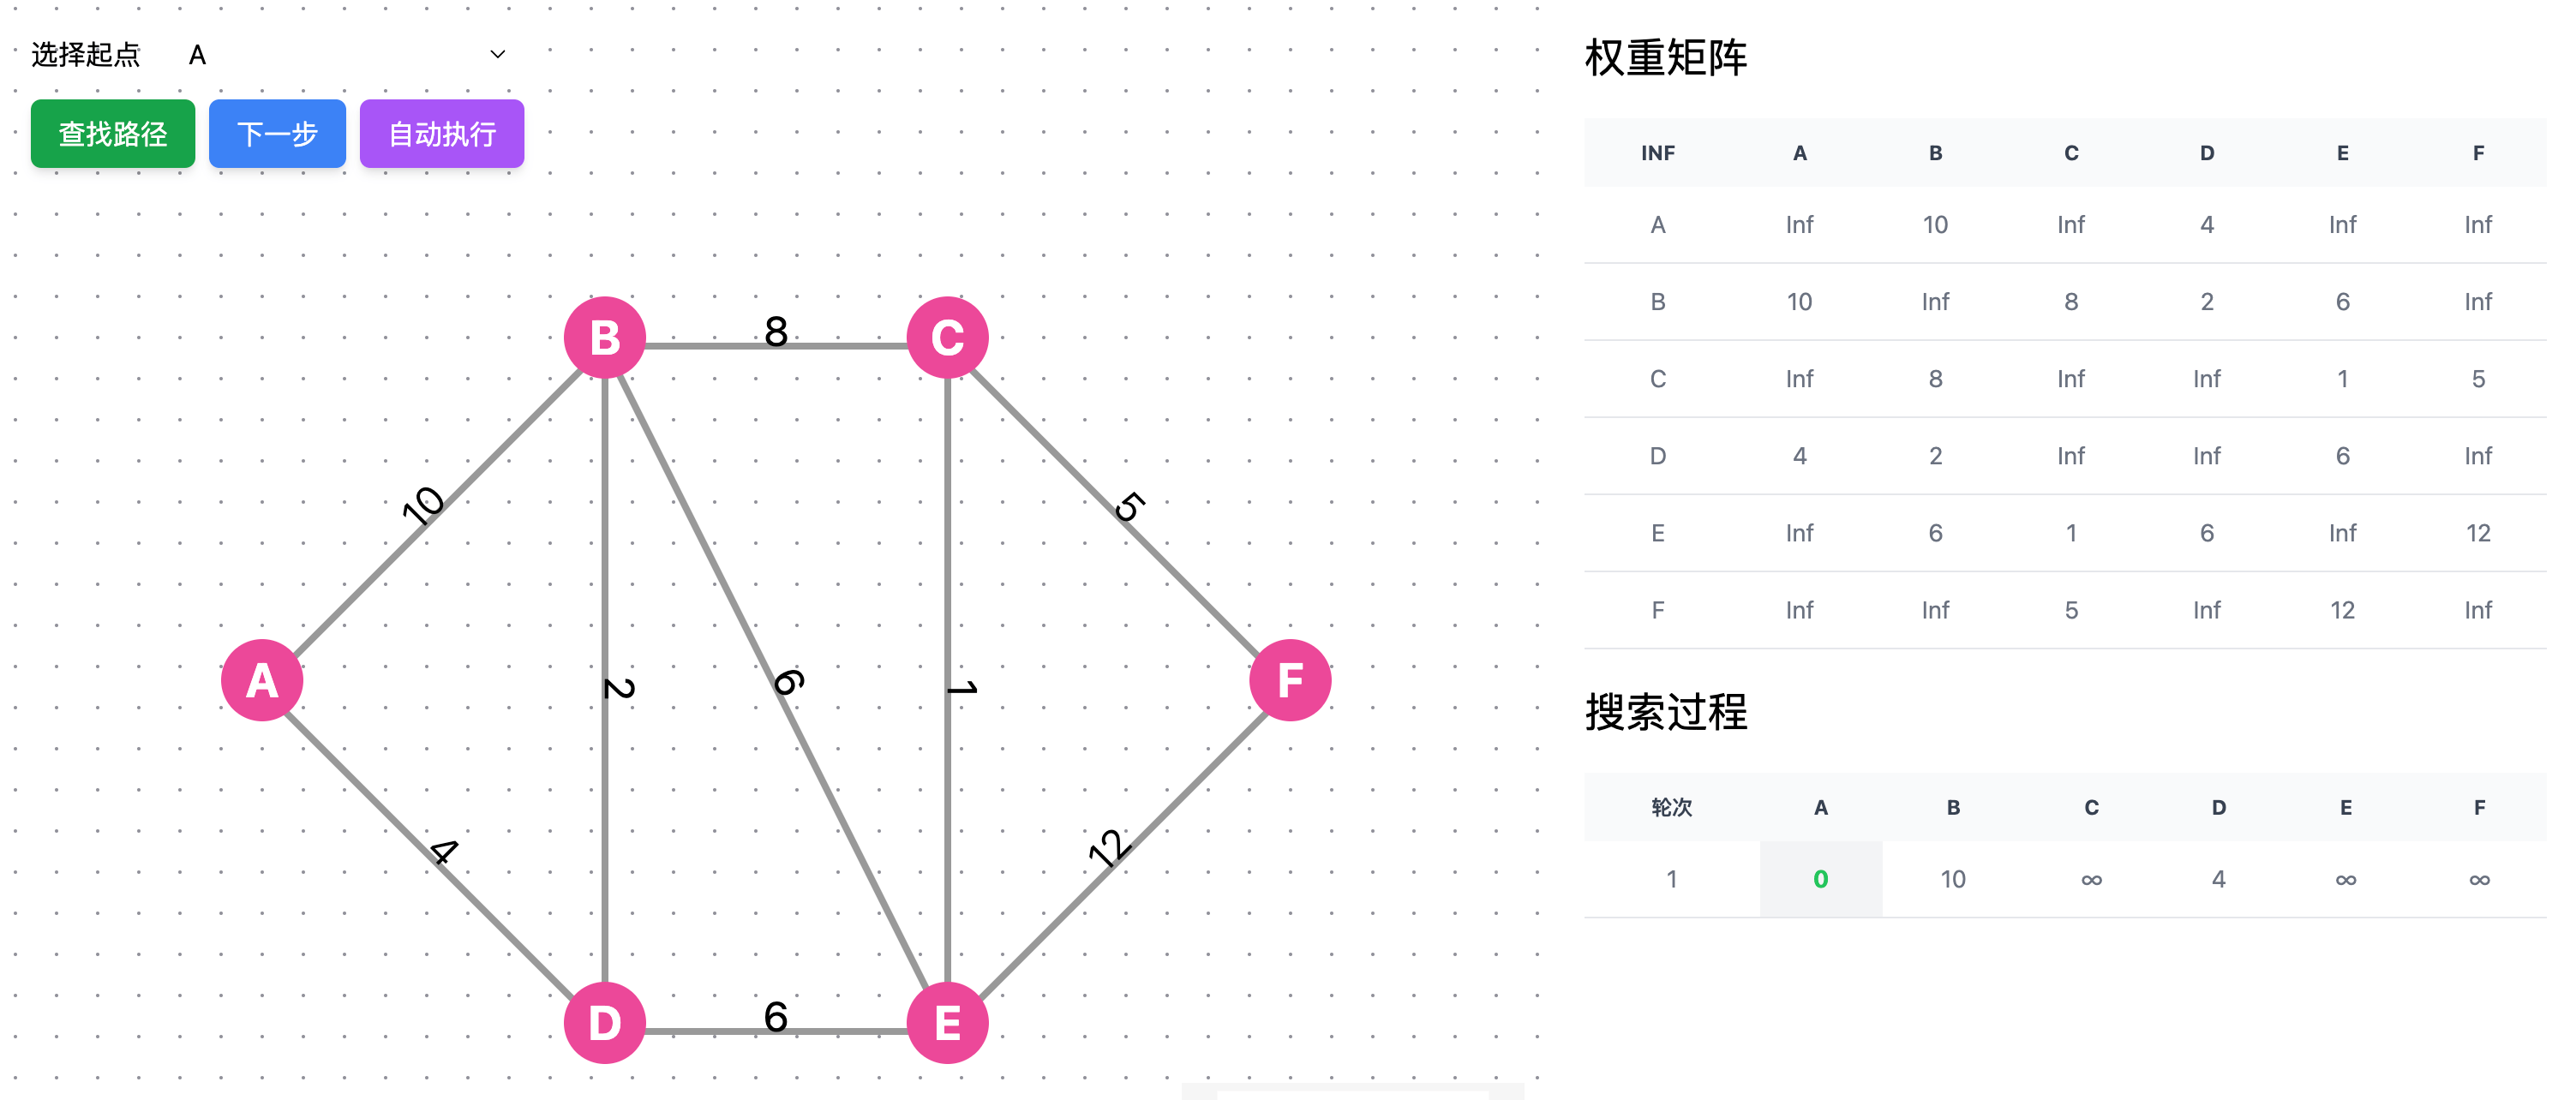 选择起点 A
查找路径 下一步 自动执行
B 8 C
10 5
A 2 6 1 F
4 12
D 6 E
权重矩阵
INF A B C D E F
A Inf 10 Inf 4 Inf Inf
B 10 Inf 8 2 6 Inf
C Inf 8 Inf Inf 1 5
D 4 2 Inf Inf 6 Inf
E Inf 6 1 6 Inf 12
F Inf Inf 5 Inf 12 Inf
搜索过程
轮次 A B C D E F
1 0 10 ∞ 4 ∞ ∞